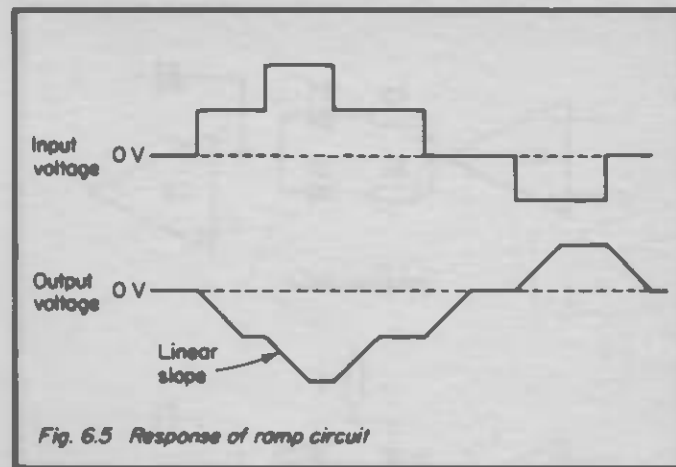 Input
voltage
0 V
Output
voltage
0 V
Linear
slope
Fig. 6.5 Response of ramp circuit